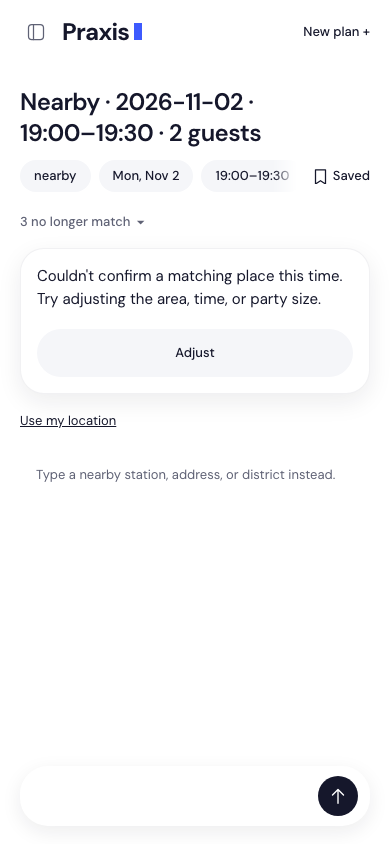 Praxis
New plan +
Nearby · 2026-11-02 ·
19:00–19:30 · 2 guests
nearby
Mon, Nov 2
19:00–19:30
Saved
3 no longer match
Couldn't confirm a matching place this time.
Try adjusting the area, time, or party size.
Adjust
Use my location
Type a nearby station, address, or district instead.